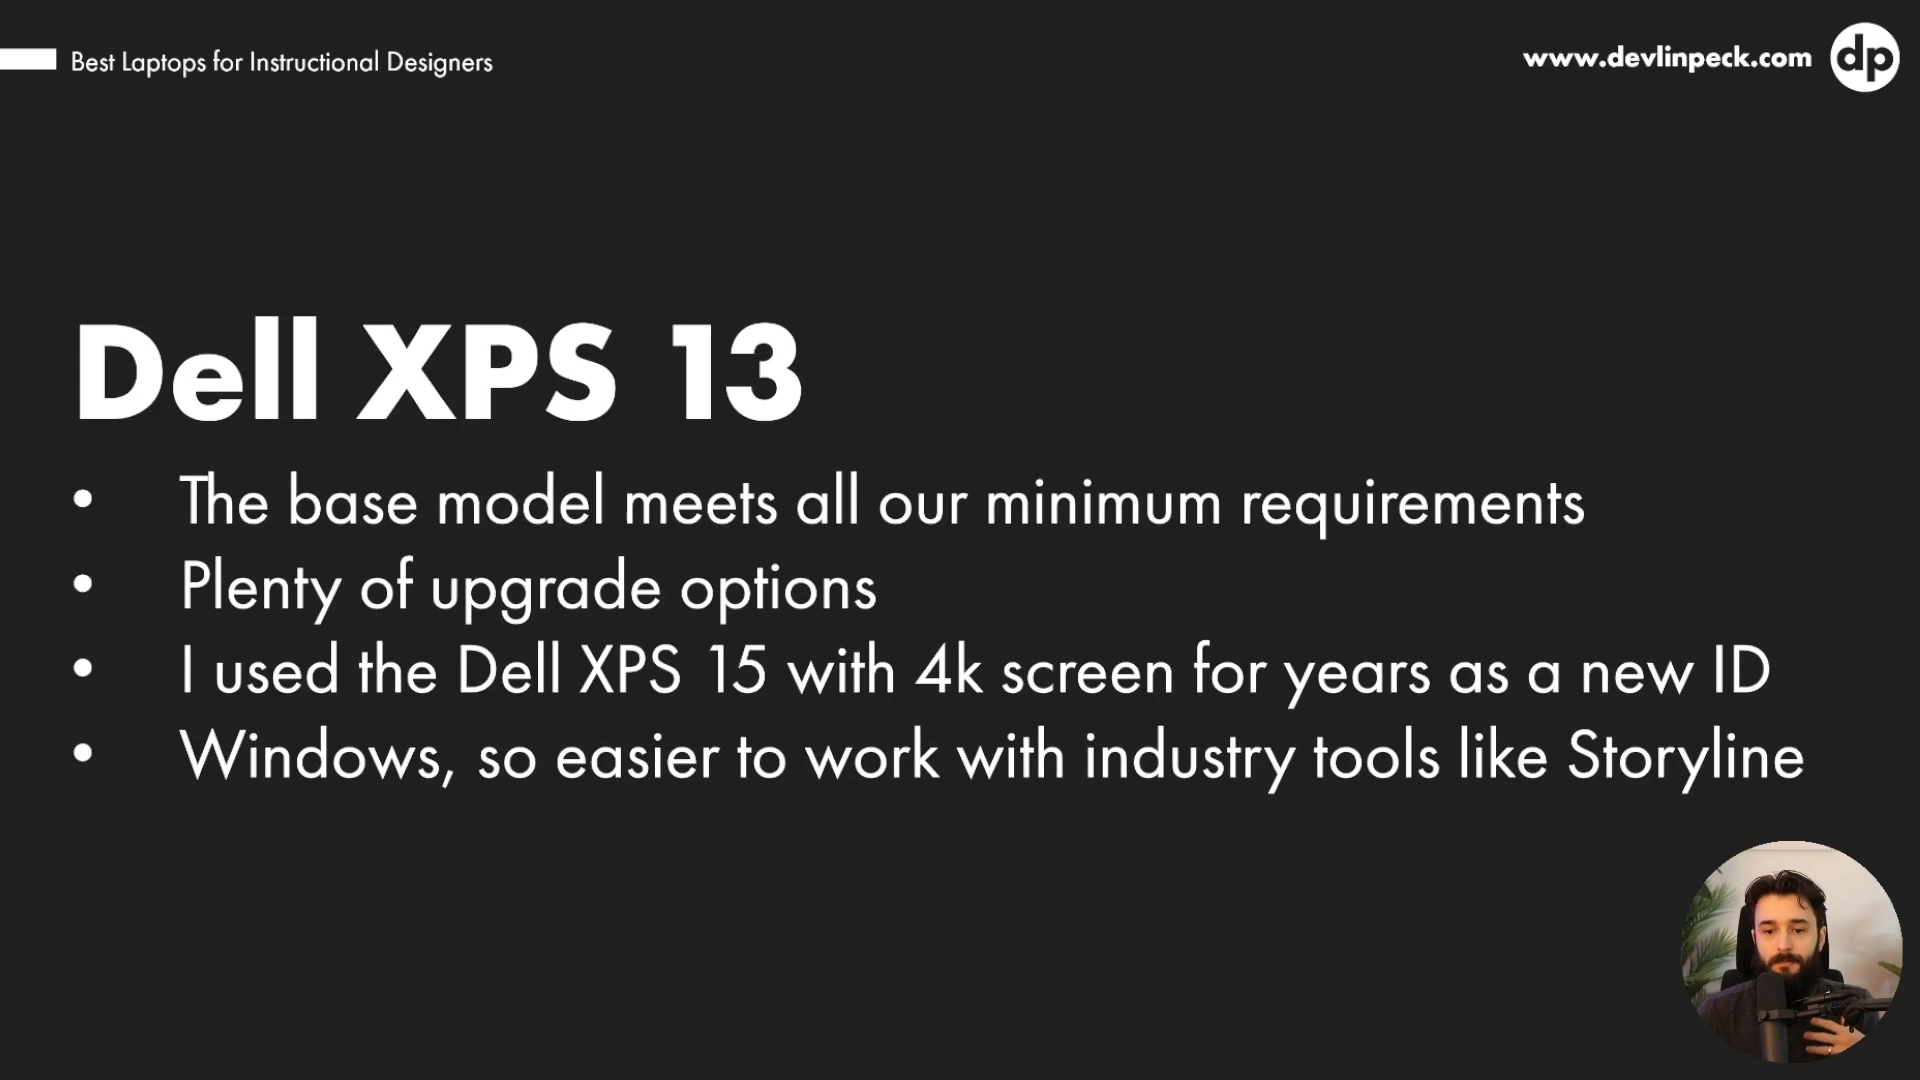 Best Laptops for Instructional Designers
www.devlinpeck.com dp
Dell XPS 13
• The base model meets all our minimum requirements
• Plenty of upgrade options
• I used the Dell XPS 15 with 4k screen for years as a new ID
• Windows, so easier to work with industry tools like Storyline